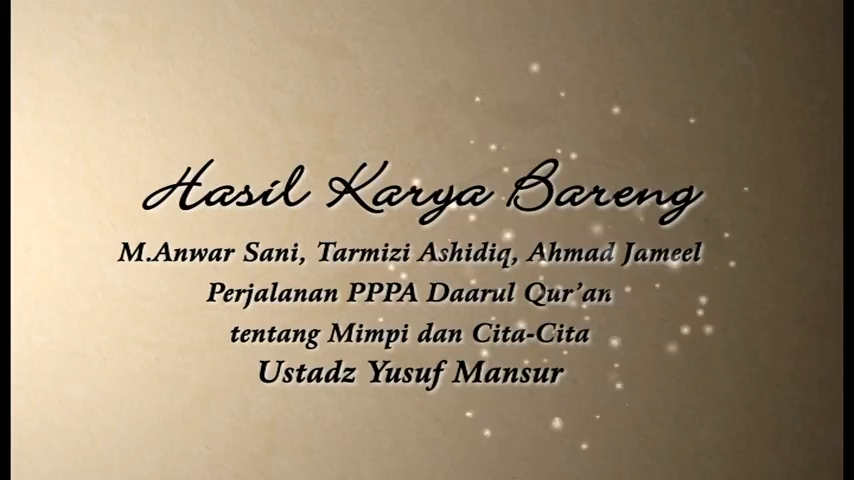 Hasil Karya Bareng
M.Anwar Sani, Tarmizi Ashidiq, Ahmad Jameel
Perjalanan PPPA Daarul Qur'an
tentang Mimpi dan Cita-Cita
Ustadz Yusuf Mansur